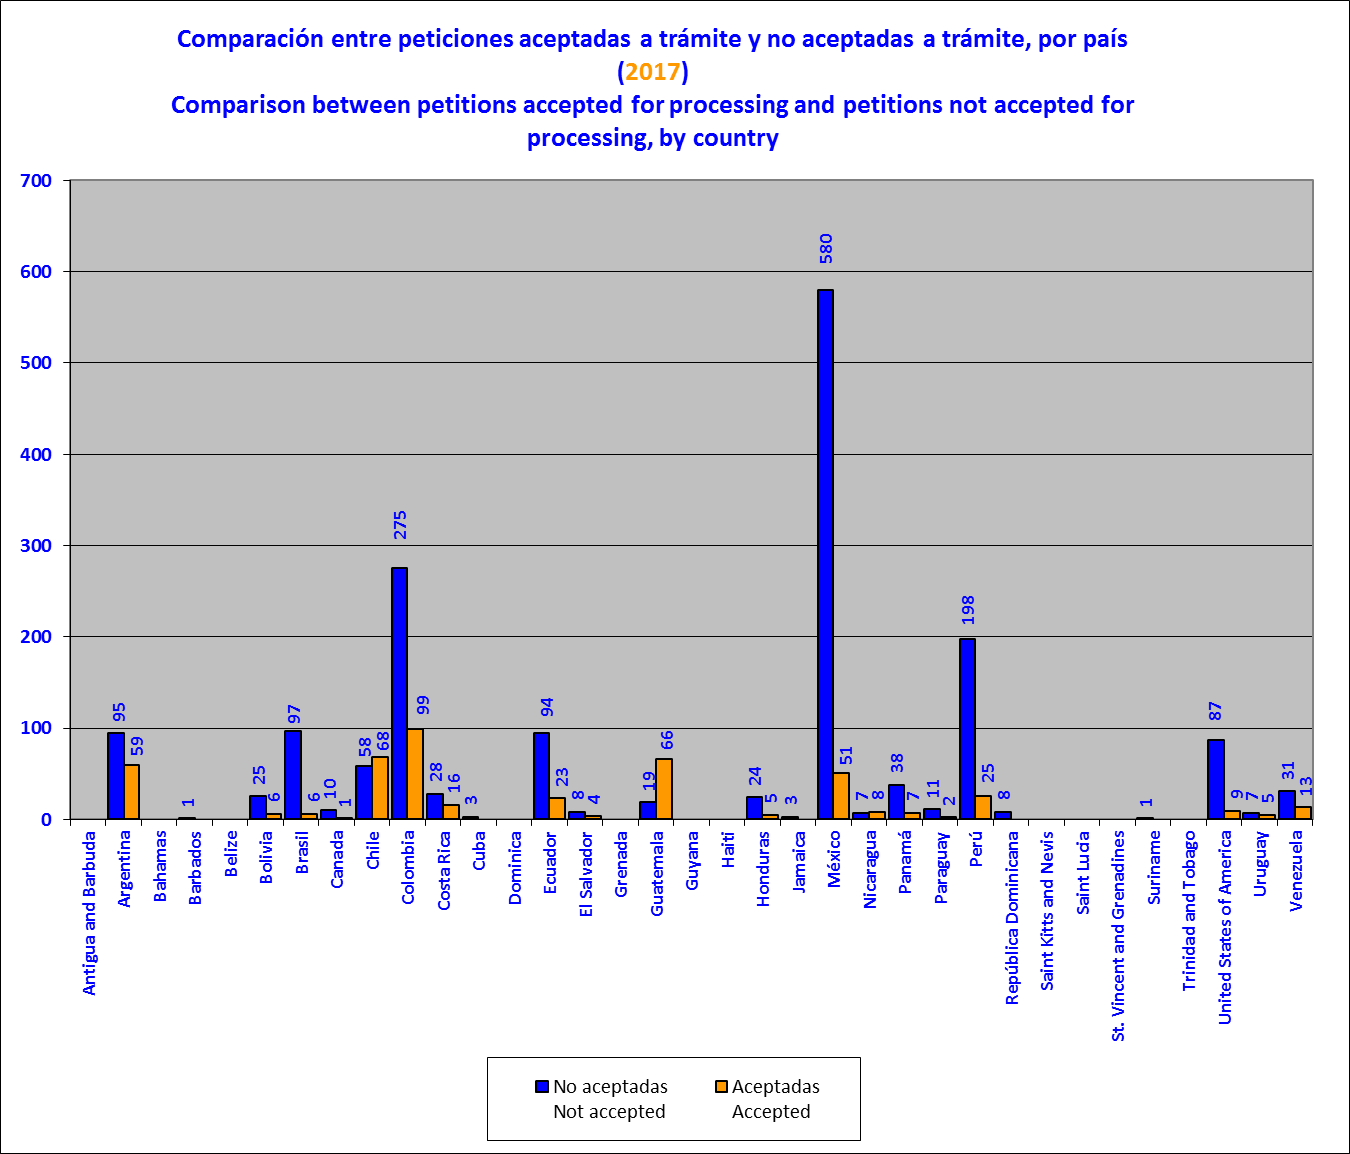 Comparación entre peticiones aceptadas a trámite y no aceptadas a trámite, por país
(2017)
Comparison between petitions accepted for processing and petitions not accepted for
processing, by country
700
600
500
400
300
200
100
0
95
59
1
25
6
97
6
10
1
58
68
275
99
28
16
3
94
23
8
4
19
66
24
5
3
580
51
7
8
38
7
11
2
198
25
8
1
87
9
7
5
31
13
Antigua and Barbuda
Argentina
Bahamas
Barbados
Belize
Bolivia
Brasil
Canada
Chile
Colombia
Costa Rica
Cuba
Dominica
Ecuador
El Salvador
Grenada
Guatemala
Guyana
Haiti
Honduras
Jamaica
México
Nicaragua
Panamá
Paraguay
Perú
República Dominicana
Saint Kitts and Nevis
Saint Lucia
St. Vincent and Grenadines
Suriname
Trinidad and Tobago
United States of America
Uruguay
Venezuela
No aceptadas
Not accepted
Aceptadas
Accepted